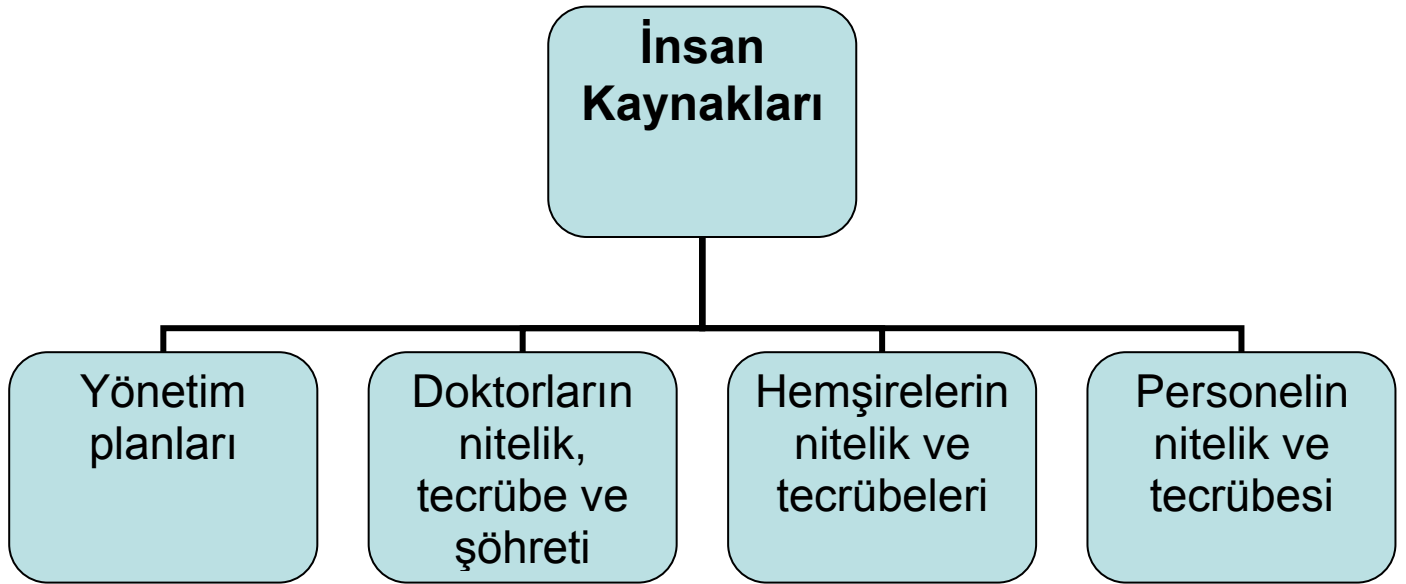 İnsan
Kaynakları
Yönetim
planları
Doktorların
nitelik,
tecrübe ve
şöhreti
Hemşirelerin
nitelik ve
tecrübeleri
Personelin
nitelik ve
tecrübesi